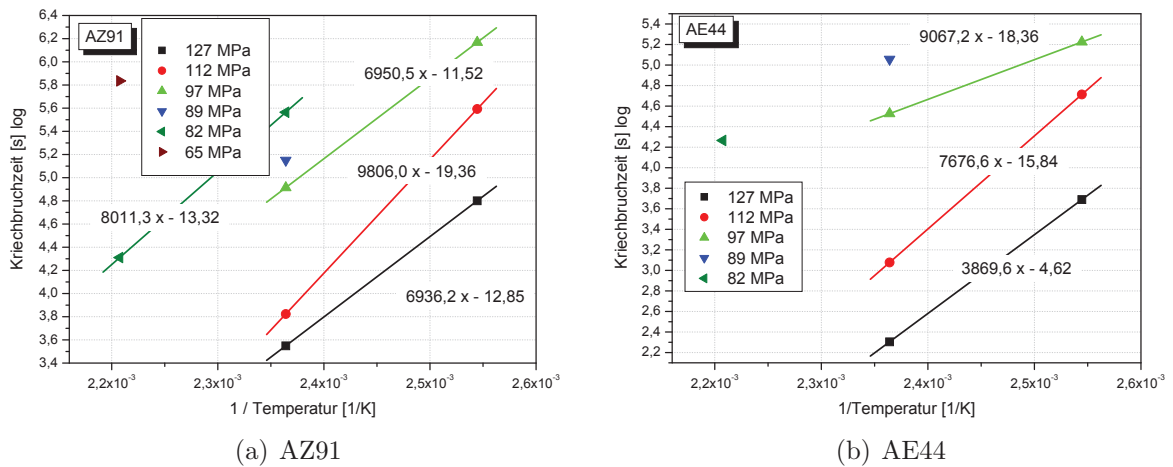 AZ91
127 MPa
112 MPa
97 MPa
89 MPa
82 MPa
65 MPa
6950,5 x - 11,52
9806,0 x - 19,36
8011,3 x - 13,32
6936,2 x - 12,85
Kriechbruchzeit [s] log
6,4
6,2
6,0
5,8
5,6
5,4
5,2
5,0
4,8
4,6
4,4
4,2
4,0
3,8
3,6
3,4
2,2x10⁻³
2,3x10⁻³
2,4x10⁻³
2,5x10⁻³
2,6x10⁻³
1 / Temperatur [1/K]
(a) AZ91
AE44
9067,2 x - 18,36
7676,6 x - 15,84
3869,6 x - 4,62
127 MPa
112 MPa
97 MPa
89 MPa
82 MPa
Kriechbruchzeit [s] log
5,4
5,2
5,0
4,8
4,6
4,4
4,2
4,0
3,8
3,6
3,4
3,2
3,0
2,8
2,6
2,4
2,2
2,2x10⁻³
2,3x10⁻³
2,4x10⁻³
2,5x10⁻³
2,6x10⁻³
1/Temperatur [1/K]
(b) AE44